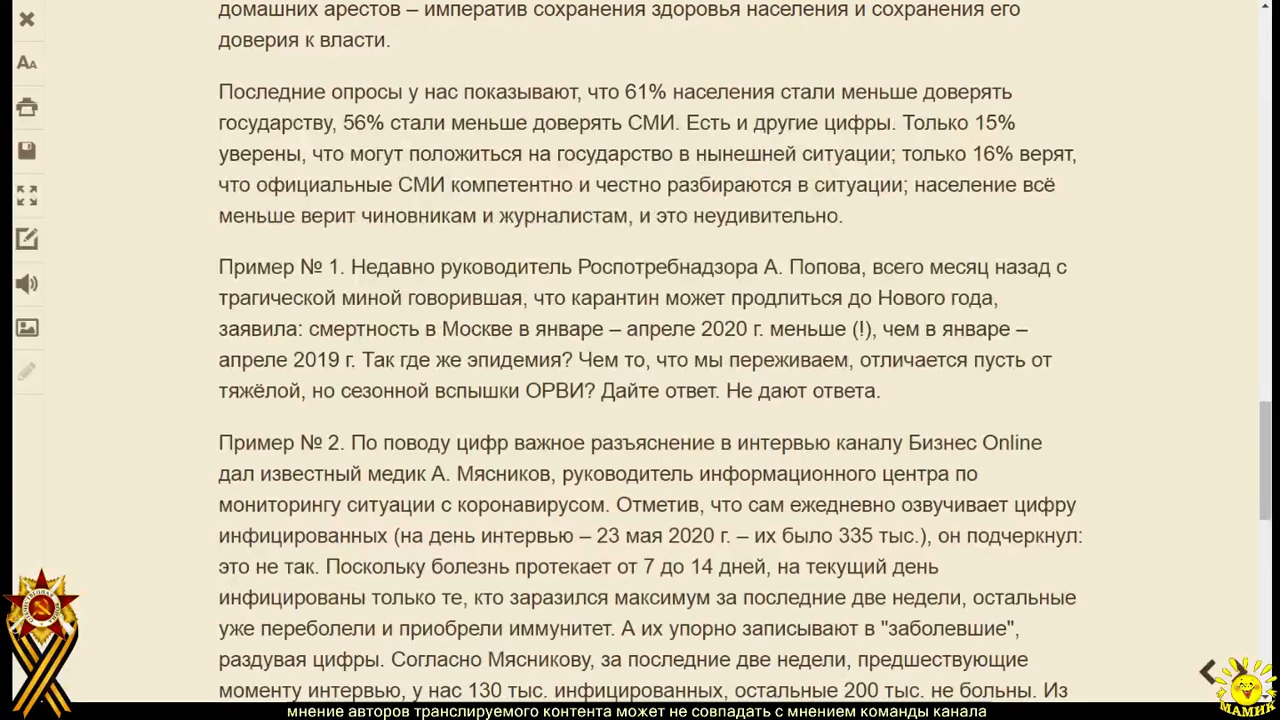 домашних арестов – императив сохранения здоровья населения и сохранения его
доверия к власти.
Последние опросы у нас показывают, что 61% населения стали меньше доверять
государству, 56% стали меньше доверять СМИ. Есть и другие цифры. Только 15%
уверены, что могут положиться на государство в нынешней ситуации; только 16% верят,
что официальные СМИ компетентно и честно разбираются в ситуации; население всё
меньше верит чиновникам и журналистам, и это неудивительно.
Пример № 1. Недавно руководитель Роспотребнадзора А. Попова, всего месяц назад с
трагической миной говорившая, что карантин может продлиться до Нового года,
заявила: смертность в Москве в январе – апреле 2020 г. меньше (!), чем в январе –
апреле 2019 г. Так где же эпидемия? Чем то, что мы переживаем, отличается пусть от
тяжёлой, но сезонной вспышки ОРВИ? Дайте ответ. Не дают ответа.
Пример № 2. По поводу цифр важное разъяснение в интервью каналу Бизнес Online
дал известный медик А. Мясников, руководитель информационного центра по
мониторингу ситуации с коронавирусом. Отметив, что сам ежедневно озвучивает цифру
инфицированных (на день интервью – 23 мая 2020 г. – их было 335 тыс.), он подчеркнул:
это не так. Поскольку болезнь протекает от 7 до 14 дней, на текущий день
инфицированы только те, кто заразился максимум за последние две недели, остальные
уже переболели и приобрели иммунитет. А их упорно записывают в "заболевшие",
раздувая цифры. Согласно Мясникову, за последние две недели, предшествующие
моменту интервью, у нас 130 тыс. инфицированных, остальные 200 тыс. не больны. Из
МАМИК
мнение авторов транслируемого контента может не совпадать с мнением команды канала